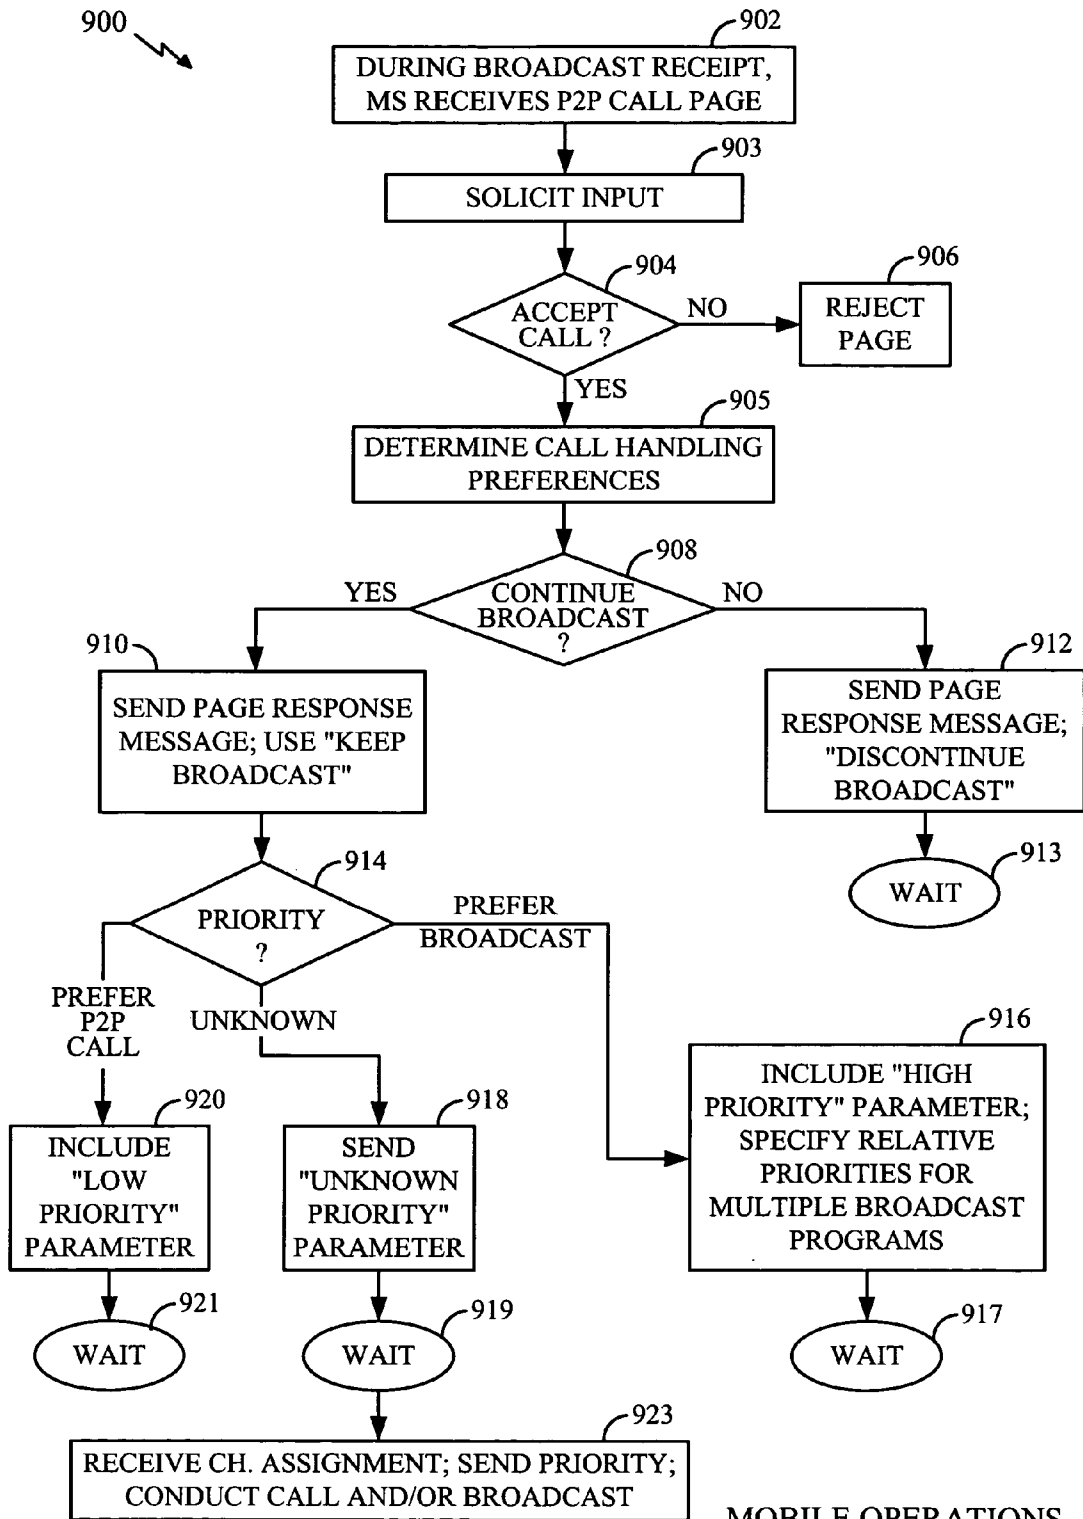 900
902
DURING BROADCAST RECEIPT,
MS RECEIVES P2P CALL PAGE
903
SOLICIT INPUT
904
ACCEPT
CALL ?
NO
906
REJECT
PAGE
YES
905
DETERMINE CALL HANDLING
PREFERENCES
908
CONTINUE
BROADCAST
?
YES
NO
910
SEND PAGE RESPONSE
MESSAGE; USE "KEEP
BROADCAST"
912
SEND PAGE
RESPONSE MESSAGE;
"DISCONTINUE
BROADCAST"
913
WAIT
914
PRIORITY
?
PREFER
BROADCAST
PREFER
P2P
CALL
UNKNOWN
920
INCLUDE
"LOW
PRIORITY"
PARAMETER
918
SEND
"UNKNOWN
PRIORITY"
PARAMETER
916
INCLUDE "HIGH
PRIORITY" PARAMETER;
SPECIFY RELATIVE
PRIORITIES FOR
MULTIPLE BROADCAST
PROGRAMS
921
WAIT
919
WAIT
917
WAIT
923
RECEIVE CH. ASSIGNMENT; SEND PRIORITY;
CONDUCT CALL AND/OR BROADCAST
MOBILE OPERATIONS